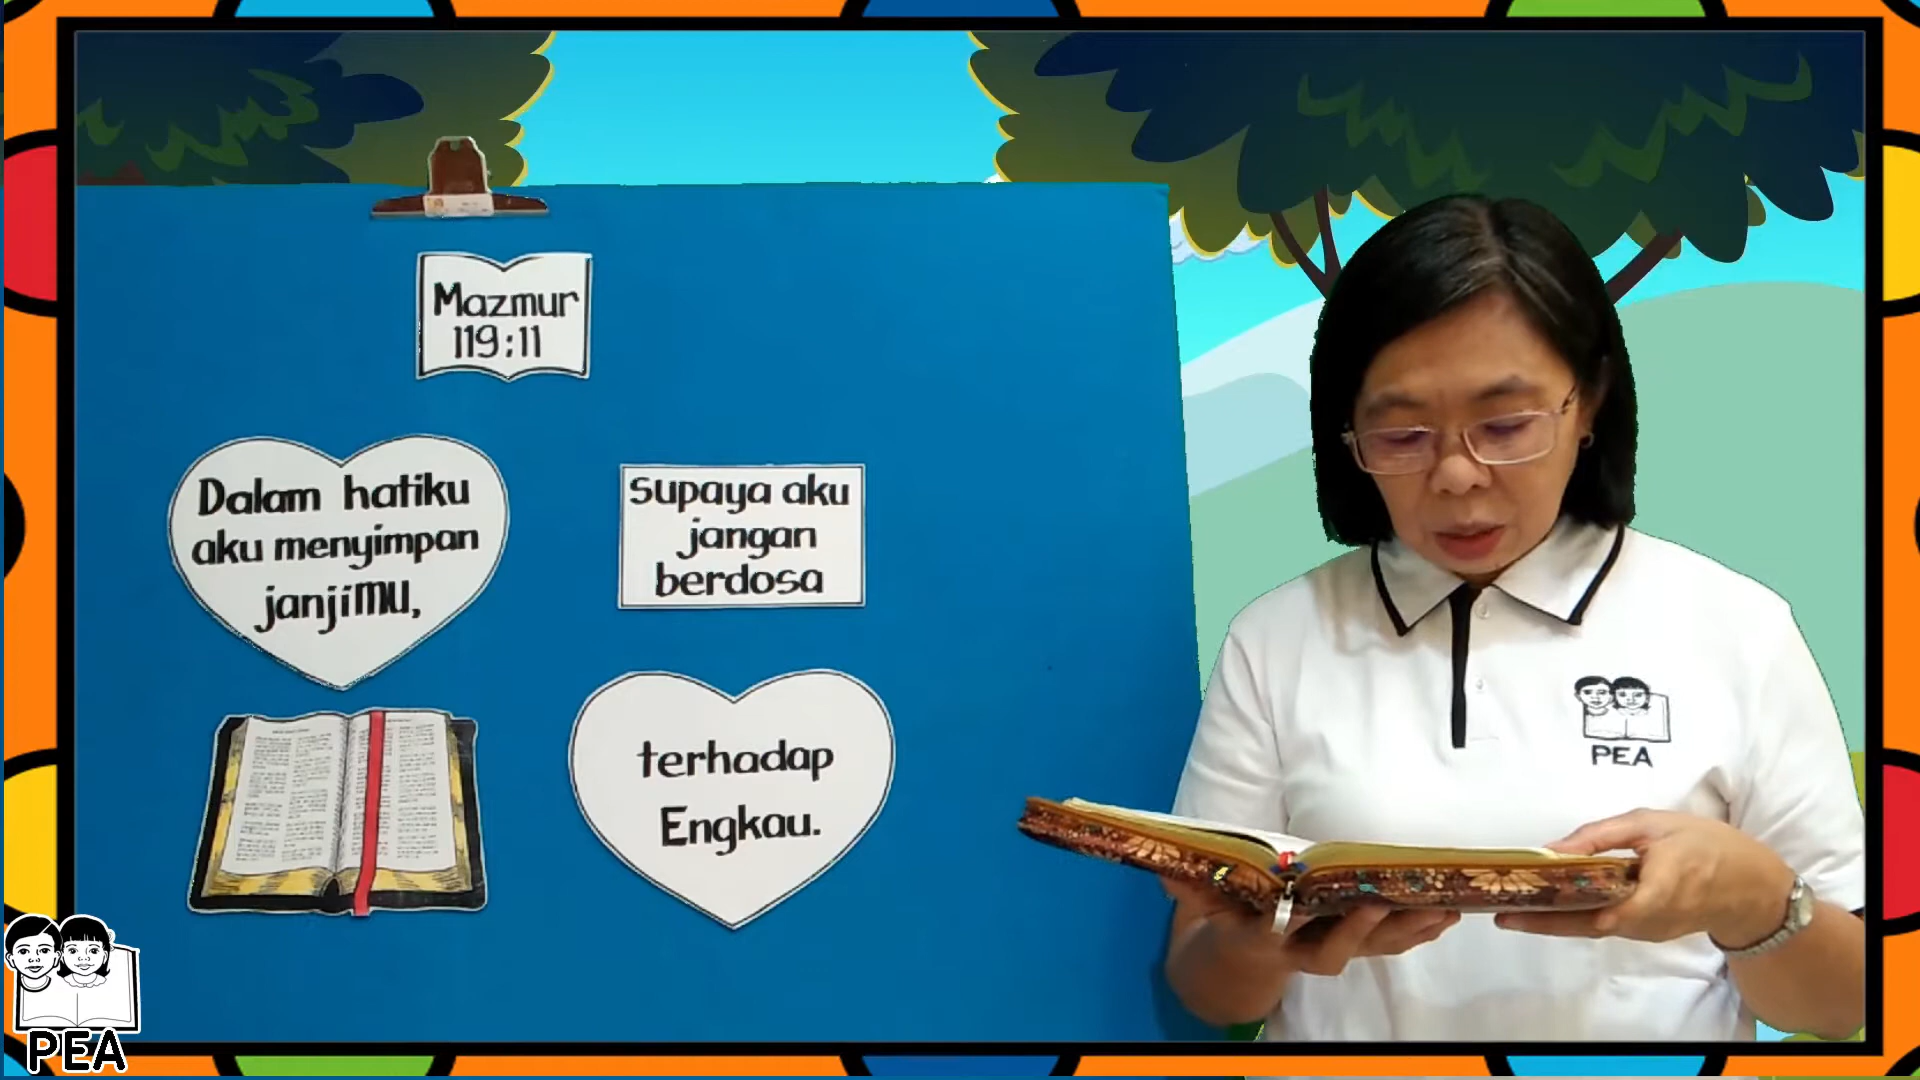 Mazmur
119:11
Dalam hatiku
aku menyimpan
janjiMU,
Supaya aku
jangan
berdosa
terhadap
Engkau.
PEA
PEA